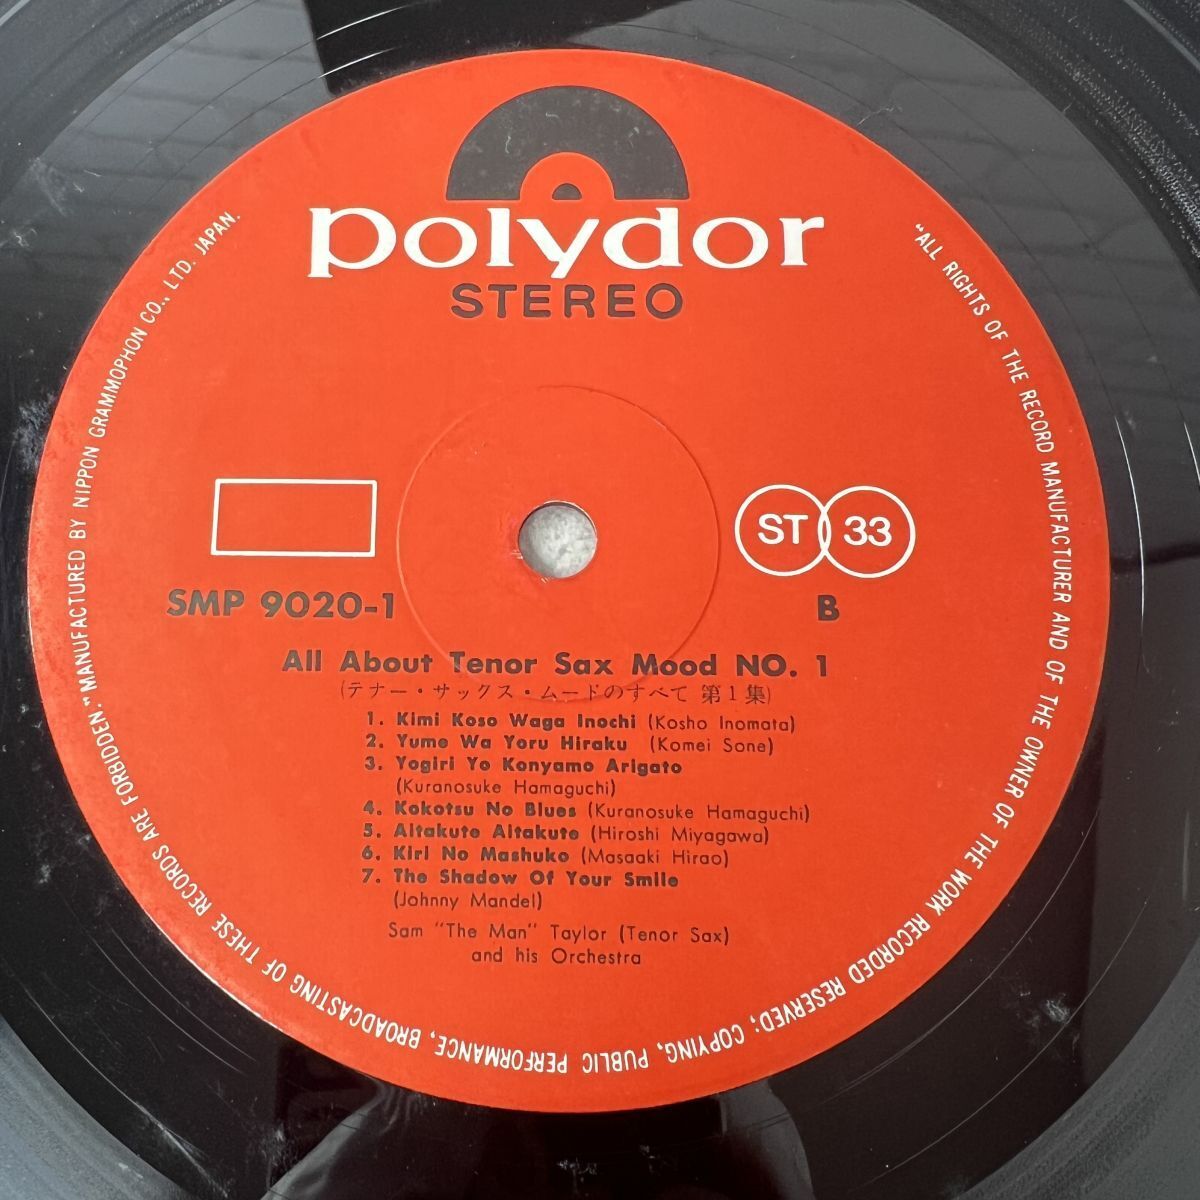 polydor
STEREO
ST 33
SMP 9020-1
B
All About Tenor Sax Mood NO. 1
(テナー・サックス・ムードのすべて 第1集)
1. Kimi Koso Waga Inochi (Kosho Inomata)
2. Yume Wa Yoru Hiraku (Komei Sone)
3. Yogiri Yo Konyamo Arigato
(Kuranosuke Hamaguchi)
4. Kokotsu No Blues (Kuranosuke Hamaguchi)
5. Aitakute Aitakute (Hiroshi Miyagawa)
6. Kiri No Mashuko (Masaaki Hirao)
7. The Shadow Of Your Smile
(Johnny Mandel)
Sam "The Man" Taylor (Tenor Sax)
and his Orchestra
"ALL RIGHTS OF THE RECORD MANUFACTURER AND OF THE OWNER OF THE WORK RECORDED RESERVED; COPYING, PUBLIC PERFORMANCE, BROADCASTING OF THESE RECORDS ARE FORBIDDEN." MANUFACTURED BY NIPPON GRAMMOPHON CO., LTD. JAPAN.